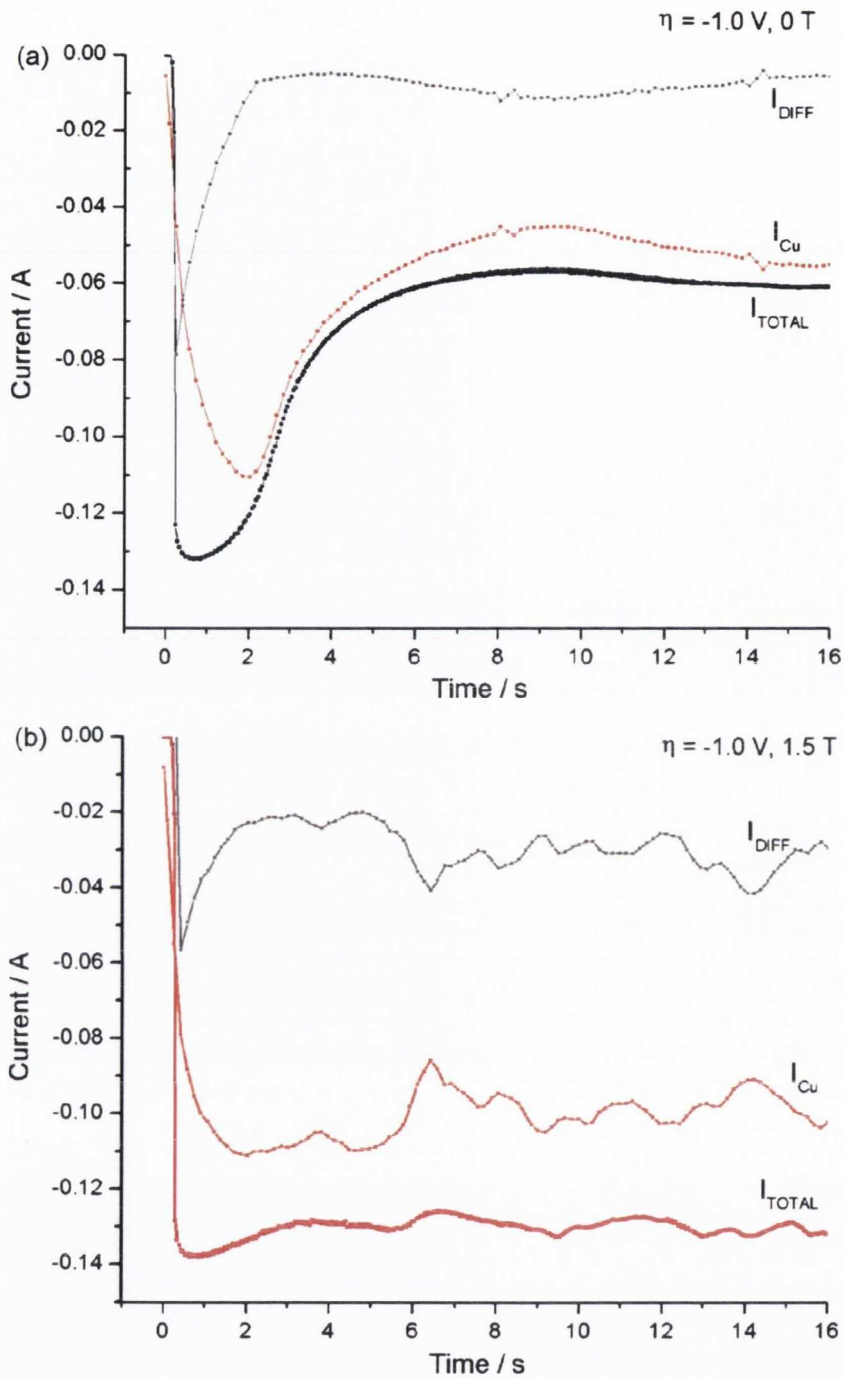 η = -1.0 V, 0 T
(a)
0.00
-0.02
-0.04
-0.06
-0.08
-0.10
-0.12
-0.14
Current / A
I_DIFF
I_Cu
I_TOTAL
0 2 4 6 8 10 12 14 16
Time / s
(b)
η = -1.0 V, 1.5 T
0.00
-0.02
-0.04
-0.06
-0.08
-0.10
-0.12
-0.14
Current / A
I_DIFF
I_Cu
I_TOTAL
0 2 4 6 8 10 12 14 16
Time / s